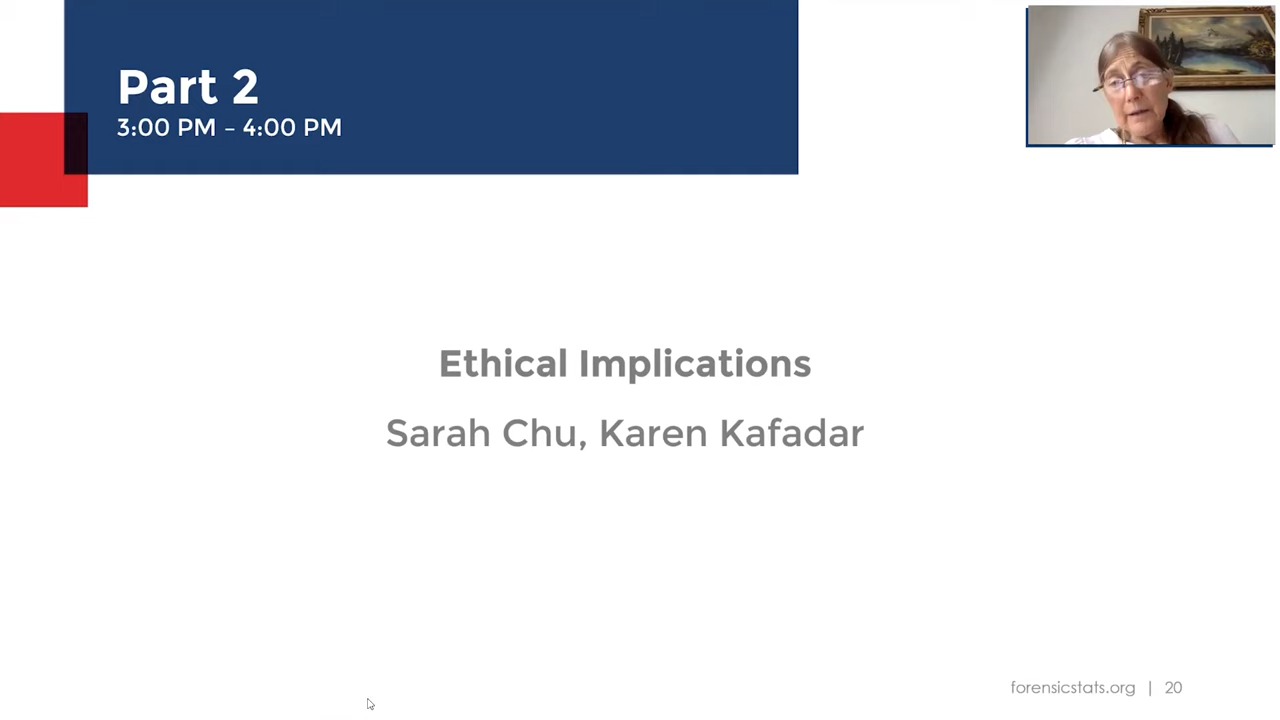 Part 2
3:00 PM – 4:00 PM
Ethical Implications
Sarah Chu, Karen Kafadar
forensicstats.org | 20